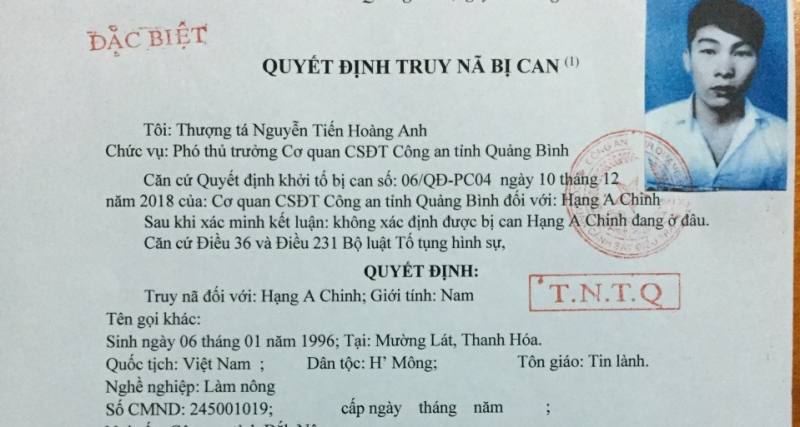 ĐẶC BIỆT
QUYẾT ĐỊNH TRUY NÃ BỊ CAN (1)
Tôi: Thượng tá Nguyễn Tiến Hoàng Anh
Chức vụ: Phó thủ trưởng Cơ quan CSĐT Công an tỉnh Quảng Bình
Căn cứ Quyết định khởi tố bị can số: 06/QĐ-PC04 ngày 10 tháng 12
năm 2018 của: Cơ quan CSĐT Công an tỉnh Quảng Bình đối với: Hạng A Chinh
Sau khi xác minh kết luận: không xác định được bị can Hạng A Chinh đang ở đâu.
Căn cứ Điều 36 và Điều 231 Bộ luật Tố tụng hình sự,
QUYẾT ĐỊNH:
T.N.T.Q
Truy nã đối với: Hạng A Chinh; Giới tính: Nam
Tên gọi khác:
Sinh ngày 06 tháng 01 năm 1996; Tại: Mường Lát, Thanh Hóa.
Quốc tịch: Việt Nam ; Dân tộc: H' Mông; Tôn giáo: Tin lành.
Nghề nghiệp: Làm nông
Số CMND: 245001019; cấp ngày tháng năm ;